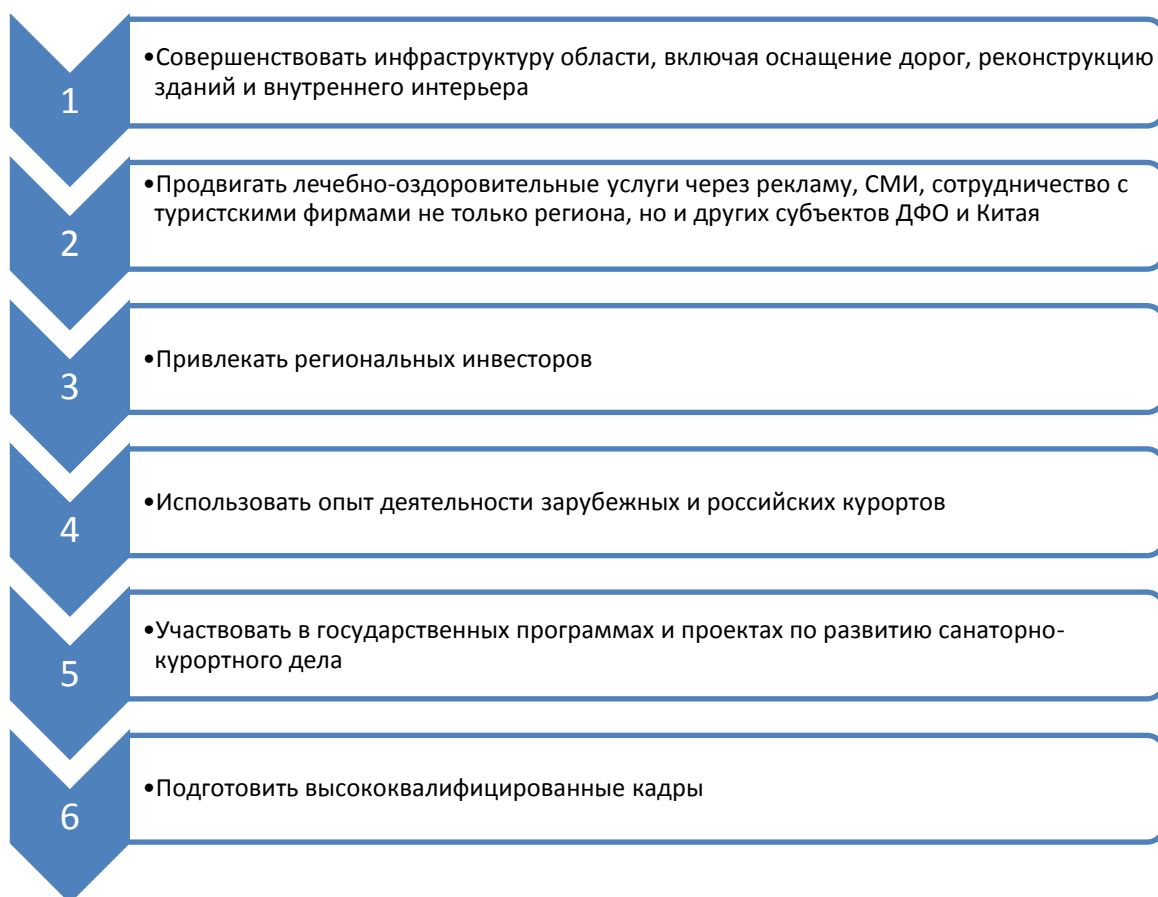 1
•Совершенствовать инфраструктуру области, включая оснащение дорог, реконструкцию
зданий и внутреннего интерьера
2
•Продвигать лечебно-оздоровительные услуги через рекламу, СМИ, сотрудничество с
туристскими фирмами не только региона, но и других субъектов ДФО и Китая
3
•Привлекать региональных инвесторов
4
•Использовать опыт деятельности зарубежных и российских курортов
5
•Участвовать в государственных программах и проектах по развитию санаторно-
курортного дела
6
•Подготовить высококвалифицированные кадры